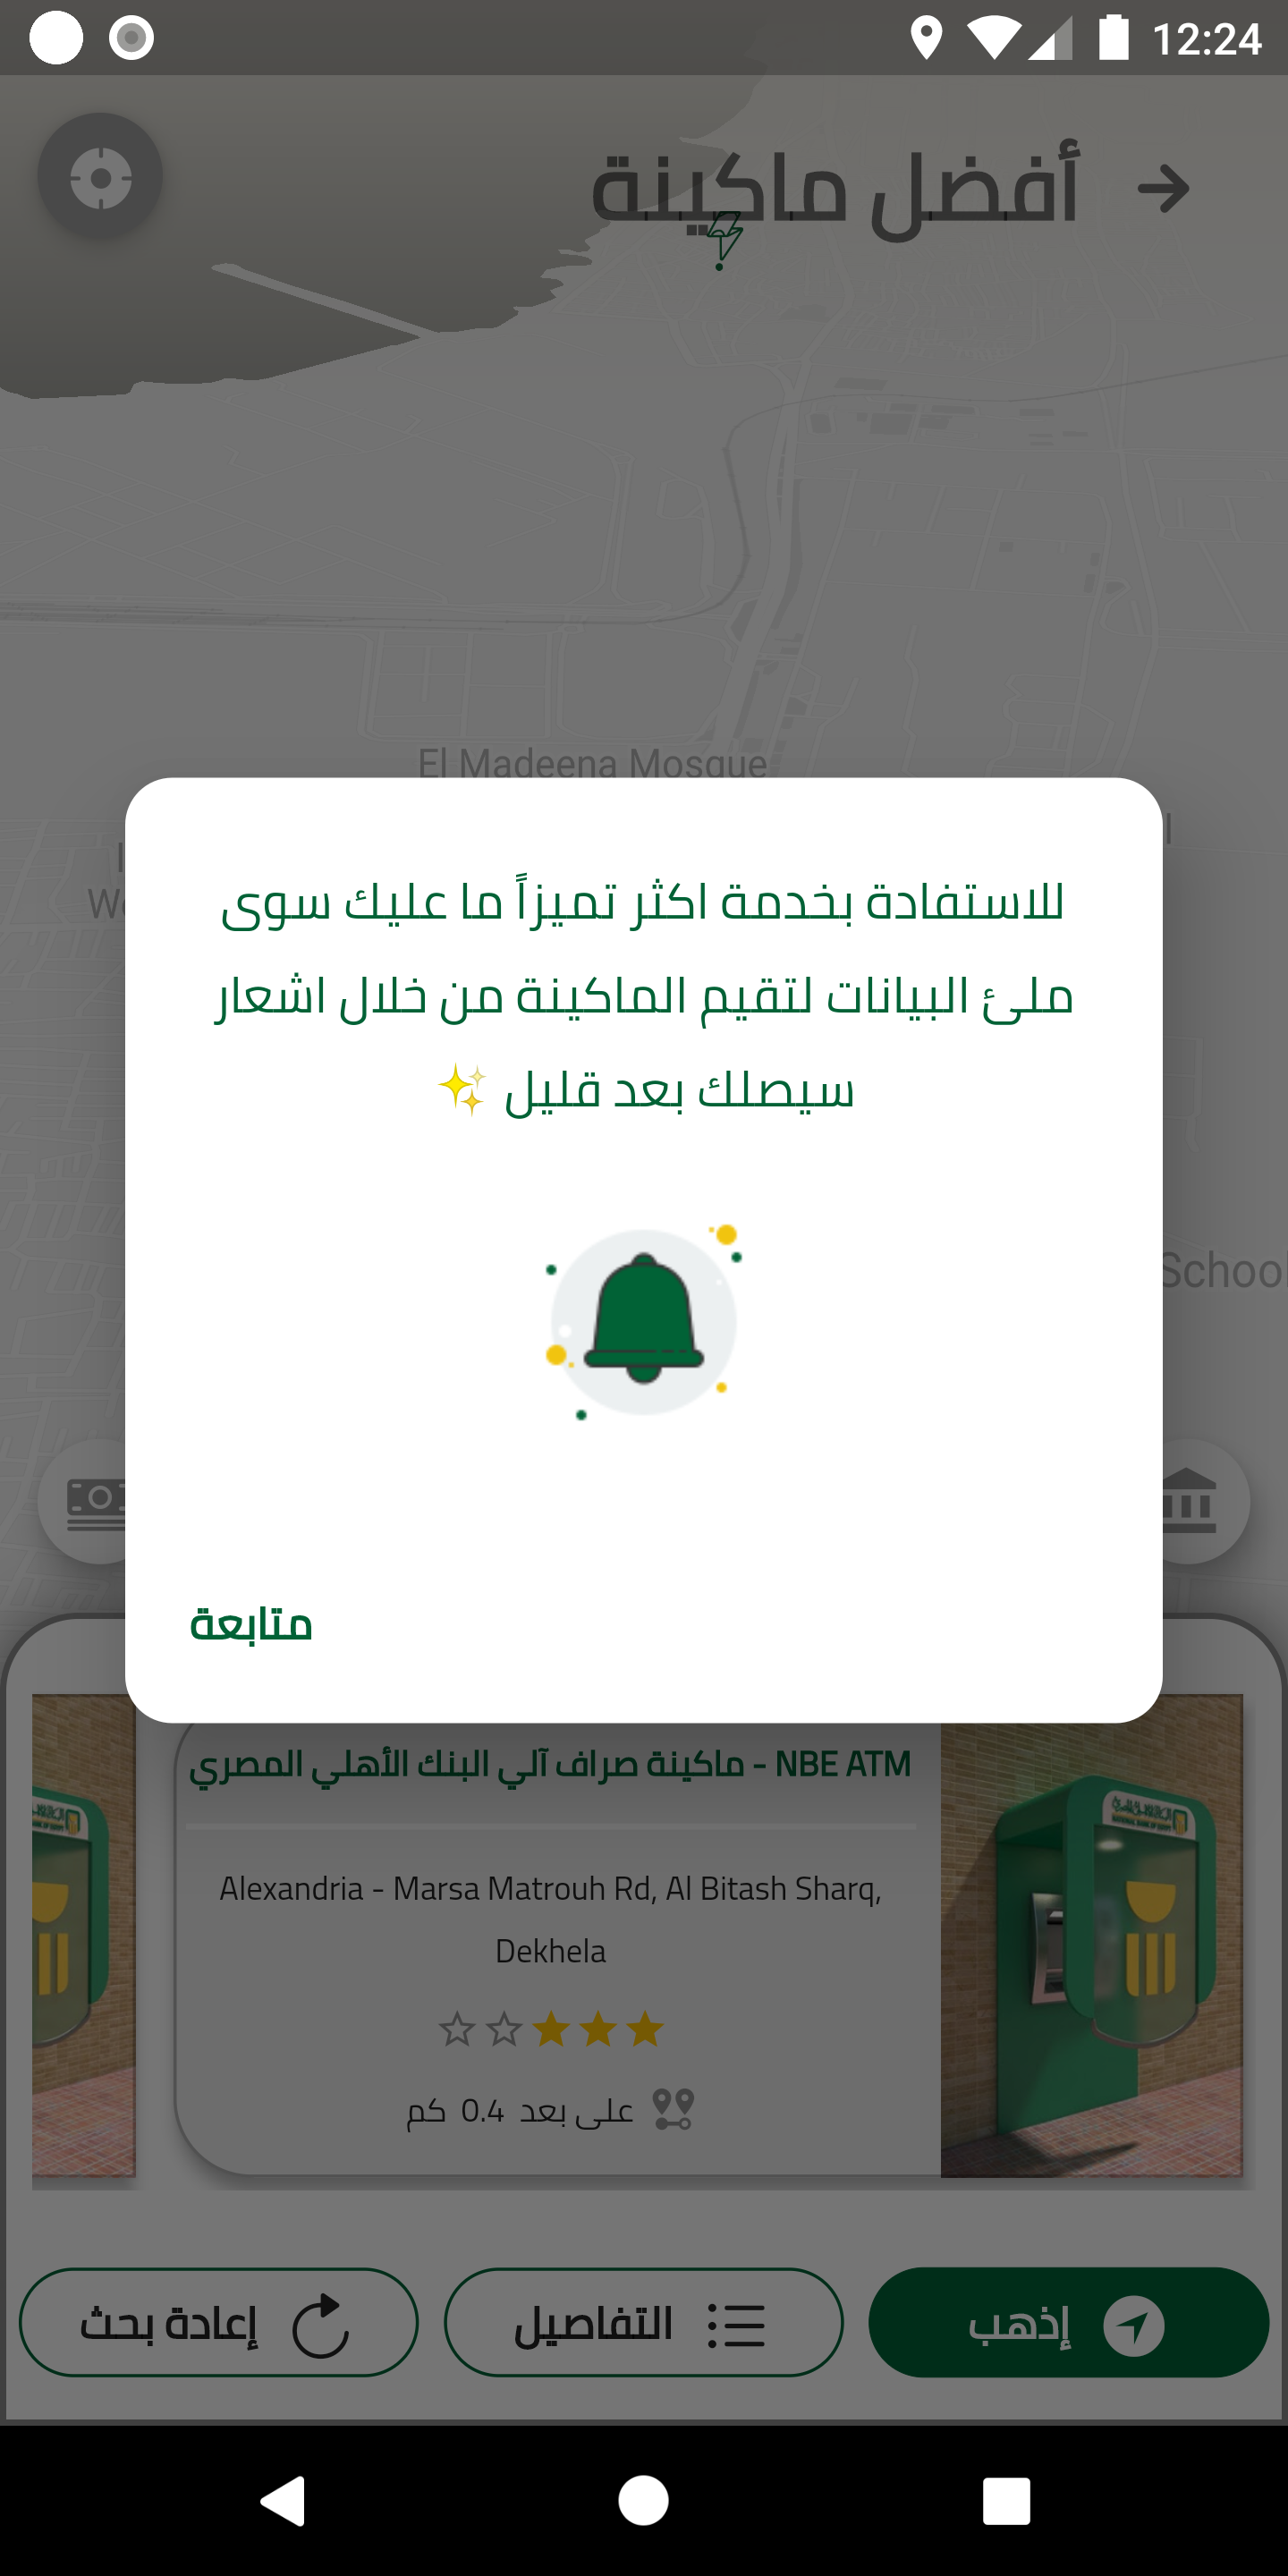 12:24
أفضل ماكينة
El Madeena Mosque
للاستفادة بخدمة اكثر تميزاً ما عليك سوى
ملئ البيانات لتقيم الماكينة من خلال اشعار
سيصلك بعد قليل ✨
School
متابعة
NBE ATM - ماكينة صراف آلي البنك الأهلي المصري
Alexandria - Marsa Matrouh Rd, Al Bitash Sharq,
Dekhela
على بعد 0.4 كم
إذهب
التفاصيل
إعادة بحث